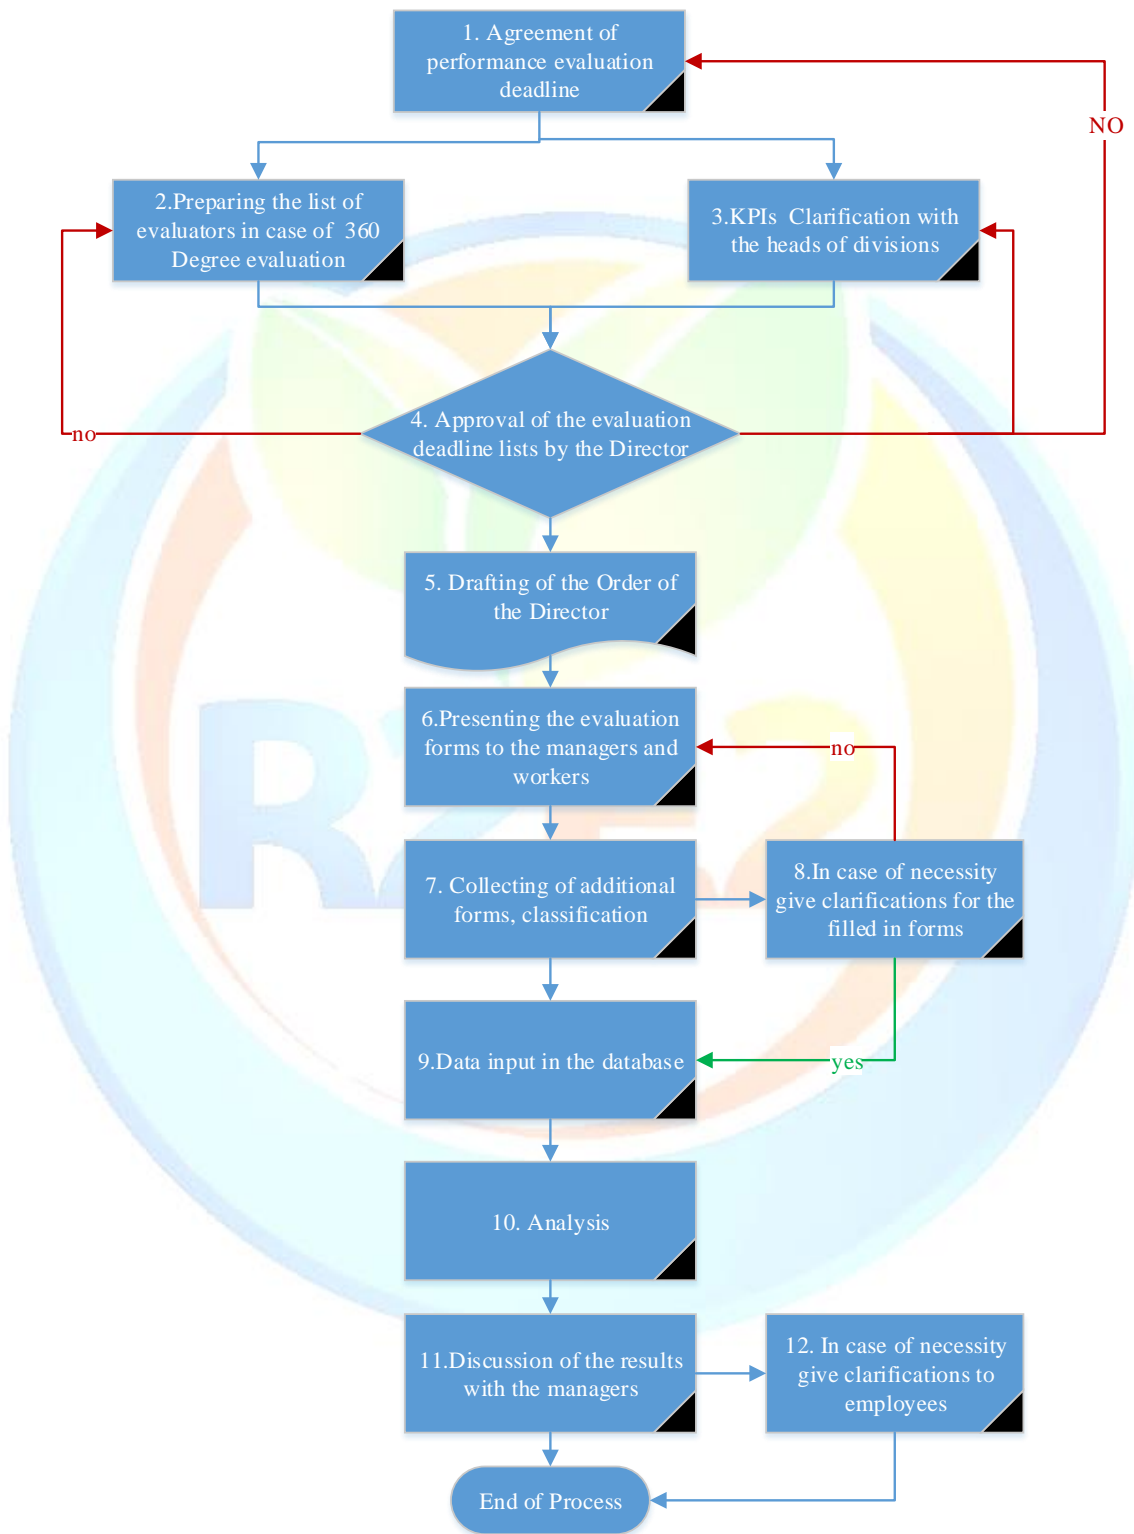 1. Agreement of
performance evaluation
deadline
NO
2.Preparing the list of
evaluators in case of 360
Degree evaluation
3.KPIs Clarification with
the heads of divisions
4. Approval of the evaluation
deadline lists by the Director
no
5. Drafting of the Order of
the Director
6.Presenting the evaluation
forms to the managers and
workers
no
7. Collecting of additional
forms, classification
8.In case of necessity
give clarifications for the
filled in forms
9.Data input in the database
yes
10. Analysis
11.Discussion of the results
with the managers
12. In case of necessity
give clarifications to
employees
End of Process